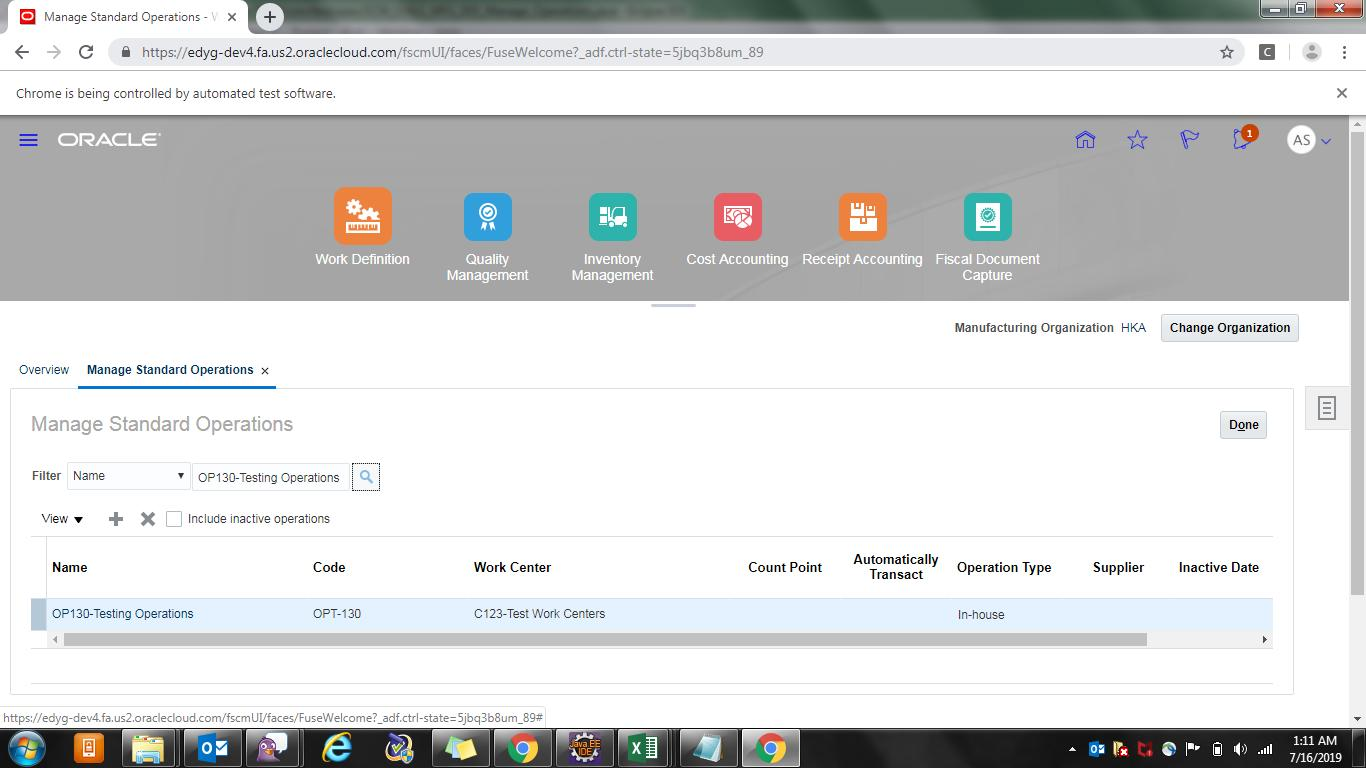 Manage Standard Operations - W
https://edyg-dev4.fa.us2.oraclecloud.com/fscmUI/faces/FuseWelcome?_adf.ctrl-state=5jbq3b8um_89
C
Chrome is being controlled by automated test software.
ORACLE
1
AS
Work Definition
Quality Management
Inventory Management
Cost Accounting
Receipt Accounting
Fiscal Document Capture
Manufacturing Organization HKA Change Organization
Overview Manage Standard Operations
Manage Standard Operations
Done
Filter Name OP130-Testing Operations
View Include inactive operations
Name Code Work Center Count Point Automatically Transact Operation Type Supplier Inactive Date
OP130-Testing Operations OPT-130 C123-Test Work Centers In-house
https://edyg-dev4.fa.us2.oraclecloud.com/fscmUI/faces/FuseWelcome?_adf.ctrl-state=5jbq3b8um_89#
Java EE
IDE
1:11 AM
7/16/2019